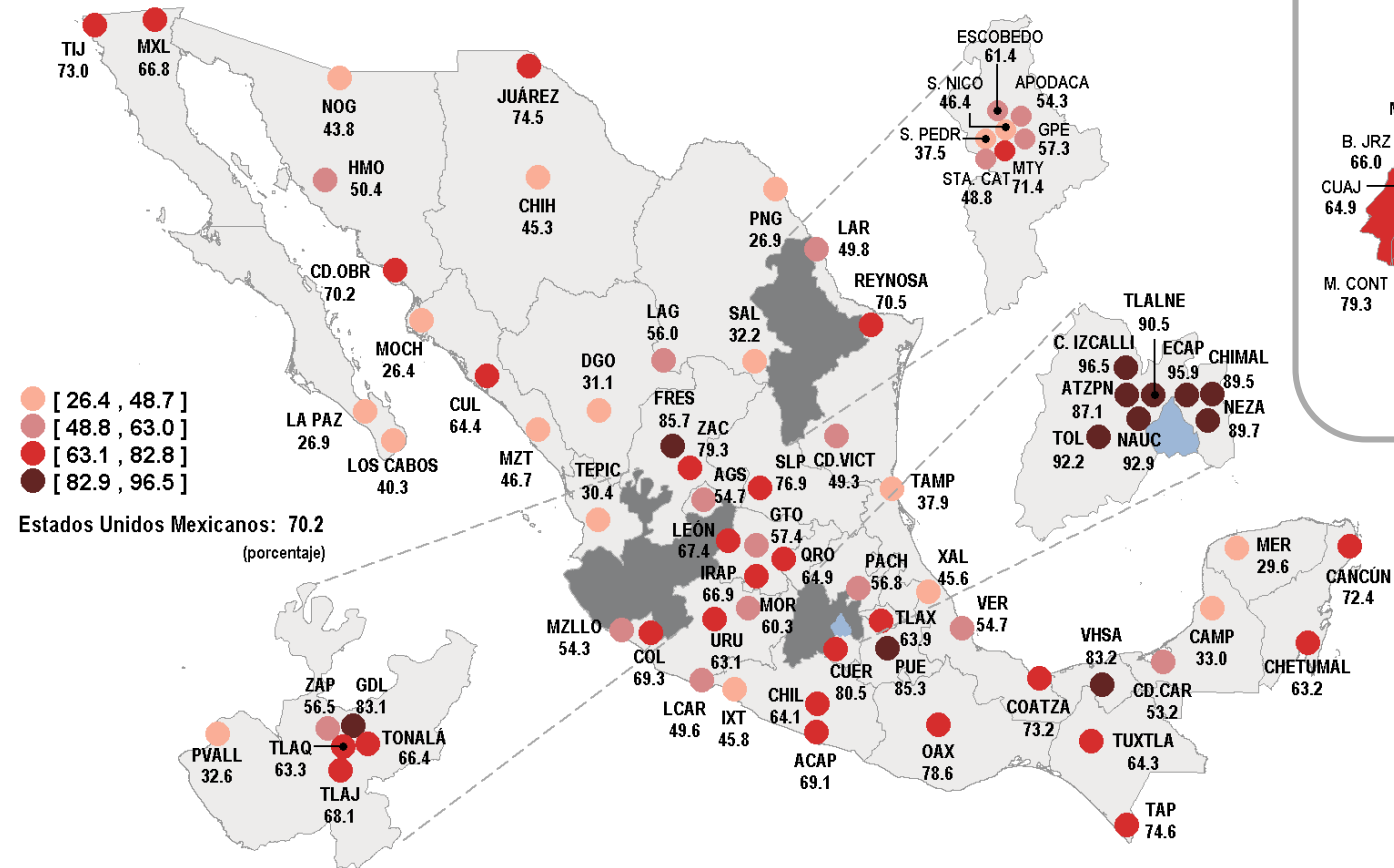 TIJ
73.0
MXL
66.8
NOG
43.8
HMO
50.4
JUÁREZ
74.5
CHIH
45.3
CD.OBR
70.2
MOCH
26.4
LA PAZ
26.9
LOS CABOS
40.3
CUL
64.4
MZT
46.7
DGO
31.1
LAG
56.0
SAL
32.2
PNG
26.9
LAR
49.8
REYNOSA
70.5
ESCOBEDO
61.4
S. NICO
46.4
APODACA
54.3
S. PEDR
37.5
GPE
57.3
STA. CAT
48.8
MTY
71.4
B. JRZ
66.0
CUAJ
64.9
M. CONT
79.3
TLALNE
90.5
C. IZCALLI
96.5
ECAP
95.9
CHIMAL
89.5
ATZPN
87.1
NEZA
89.7
TOL
92.2
NAUC
92.9
[ 26.4 , 48.7 ]
[ 48.8 , 63.0 ]
[ 63.1 , 82.8 ]
[ 82.9 , 96.5 ]
Estados Unidos Mexicanos: 70.2
(porcentaje)
FRES
85.7
ZAC
79.3
TEPIC
30.4
AGS
54.7
SLP
76.9
CD.VICT
49.3
TAMP
37.9
LEÓN
67.4
GTO
57.4
QRO
64.9
IRAP
66.9
PACH
56.8
XAL
45.6
MOR
60.3
MZLLO
54.3
COL
69.3
URU
63.1
TLAX
63.9
VER
54.7
CUER
80.5
PUE
85.3
LCAR
49.6
IXT
45.8
CHIL
64.1
ACAP
69.1
OAX
78.6
COATZA
73.2
VHSA
83.2
CD.CAR
53.2
TUXTLA
64.3
TAP
74.6
MER
29.6
CANCÚN
72.4
CAMP
33.0
CHETUMAL
63.2
ZAP
56.5
GDL
83.1
PVALL
32.6
TLAQ
63.3
TONALÁ
66.4
TLAJ
68.1